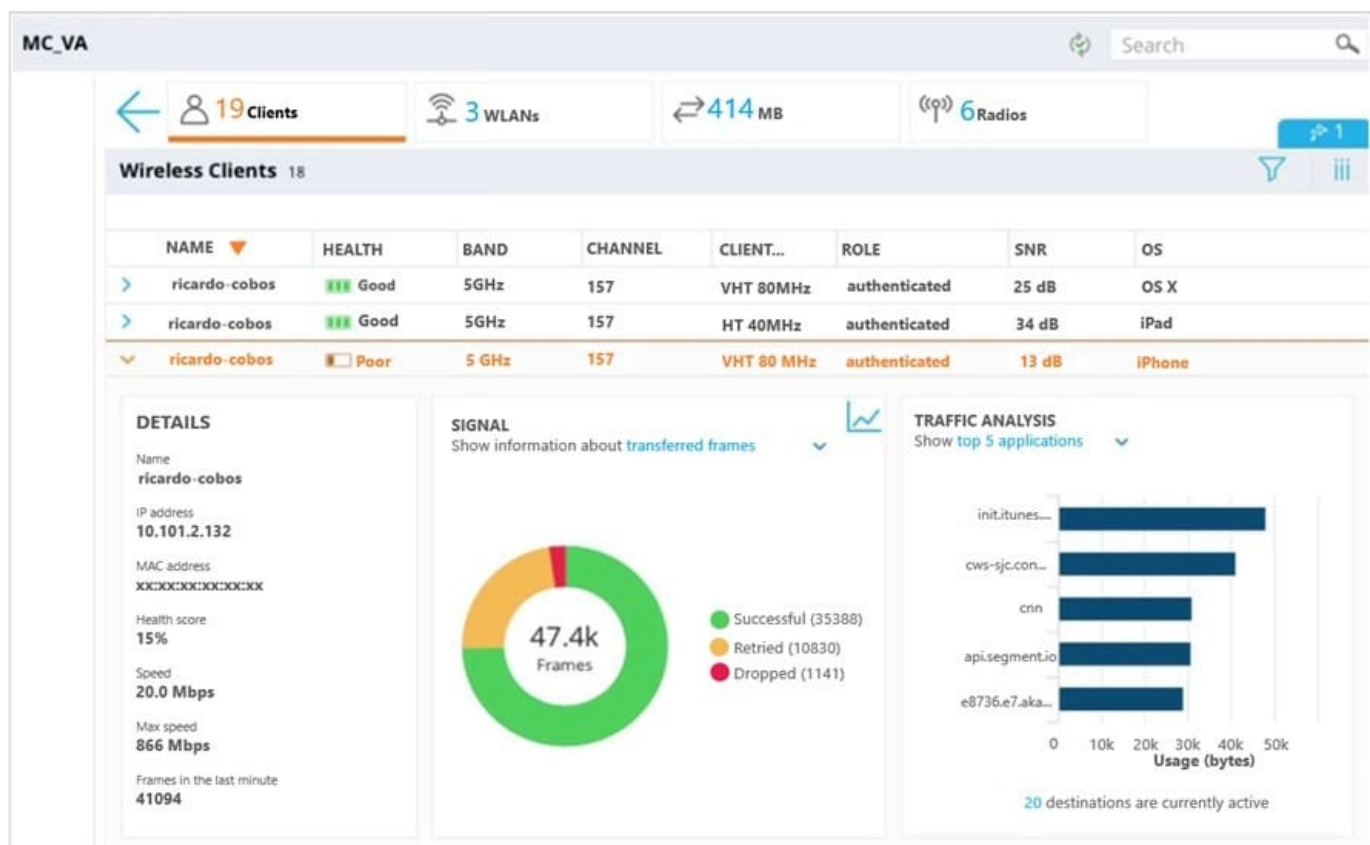 MC_VA
Search
19 Clients
3 WLANs
414 MB
6 Radios
1
Wireless Clients 18
NAME HEALTH BAND CHANNEL CLIENT... ROLE SNR OS
ricardo-cobos Good 5GHz 157 VHT 80MHz authenticated 25 dB OS X
ricardo-cobos Good 5GHz 157 HT 40MHz authenticated 34 dB iPad
ricardo-cobos Poor 5 GHz 157 VHT 80 MHz authenticated 13 dB iPhone
DETAILS
Name
ricardo-cobos
IP address
10.101.2.132
MAC address
xx:xx:xx:xx:xx:xx
Health score
15%
Speed
20.0 Mbps
Max speed
866 Mbps
Frames in the last minute
41094
SIGNAL
Show information about transferred frames
47.4k
Frames
Successful (35388)
Retried (10830)
Dropped (1141)
TRAFFIC ANALYSIS
Show top 5 applications
init.itunes....
cws-sjc.con...
cnn
api.segment.io
e8736.e7.aka...
0 10k 20k 30k 40k 50k
Usage (bytes)
20 destinations are currently active